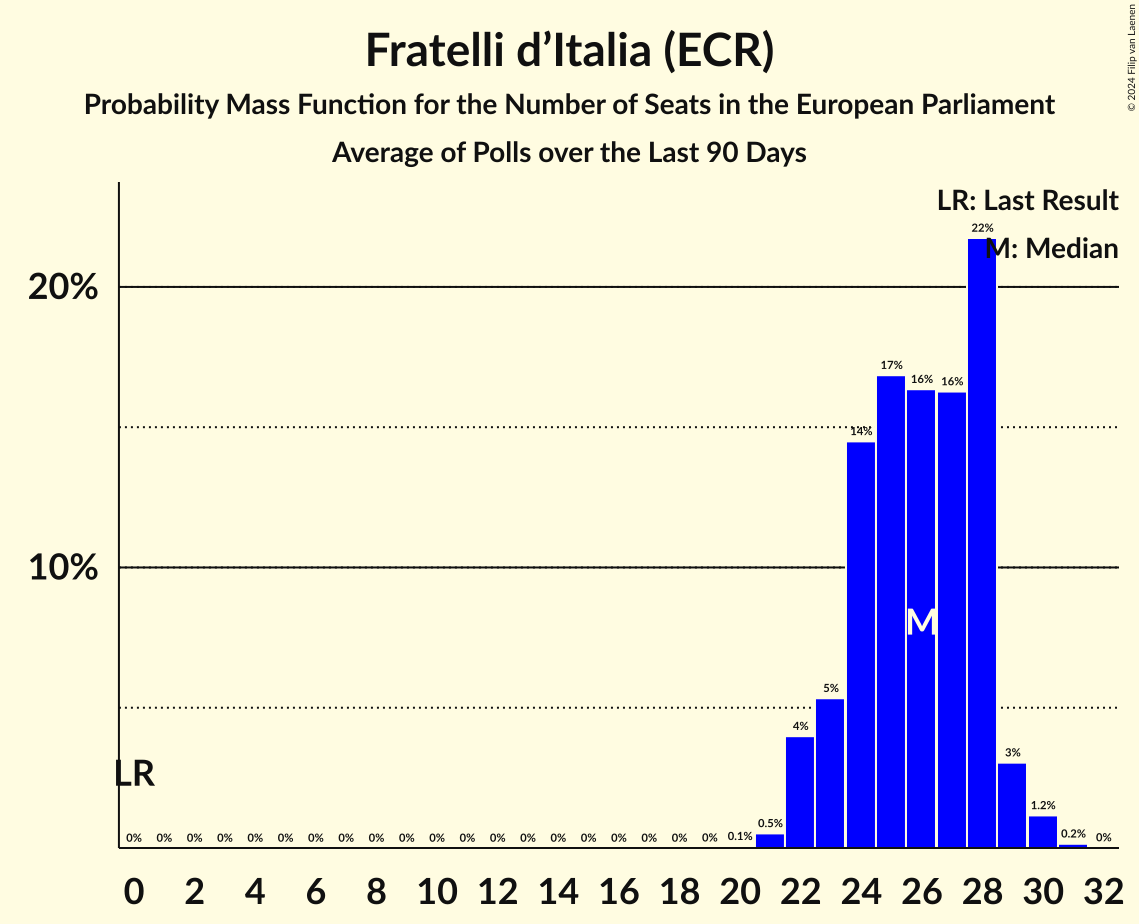 Fratelli d’Italia (ECR)
Probability Mass Function for the Number of Seats in the European Parliament
Average of Polls over the Last 90 Days
© 2024 Filip van Laenen
LR: Last Result
M: Median
20%
10%
22%
17%
16%
16%
14%
5%
4%
3%
1.2%
0.5%
0.2%
0.1%
M
LR
0% 0% 0% 0% 0% 0% 0% 0% 0% 0% 0% 0% 0% 0% 0% 0% 0% 0% 0% 0% 0%
0 2 4 6 8 10 12 14 16 18 20 22 24 26 28 30 32